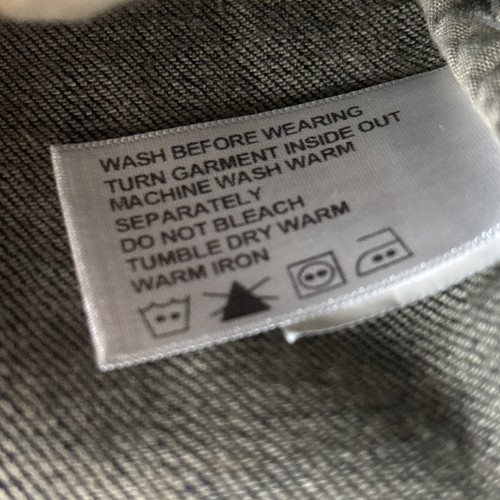 WASH BEFORE WEARING
TURN GARMENT INSIDE OUT
MACHINE WASH WARM
SEPARATELY
DO NOT BLEACH
TUMBLE DRY WARM
WARM IRON